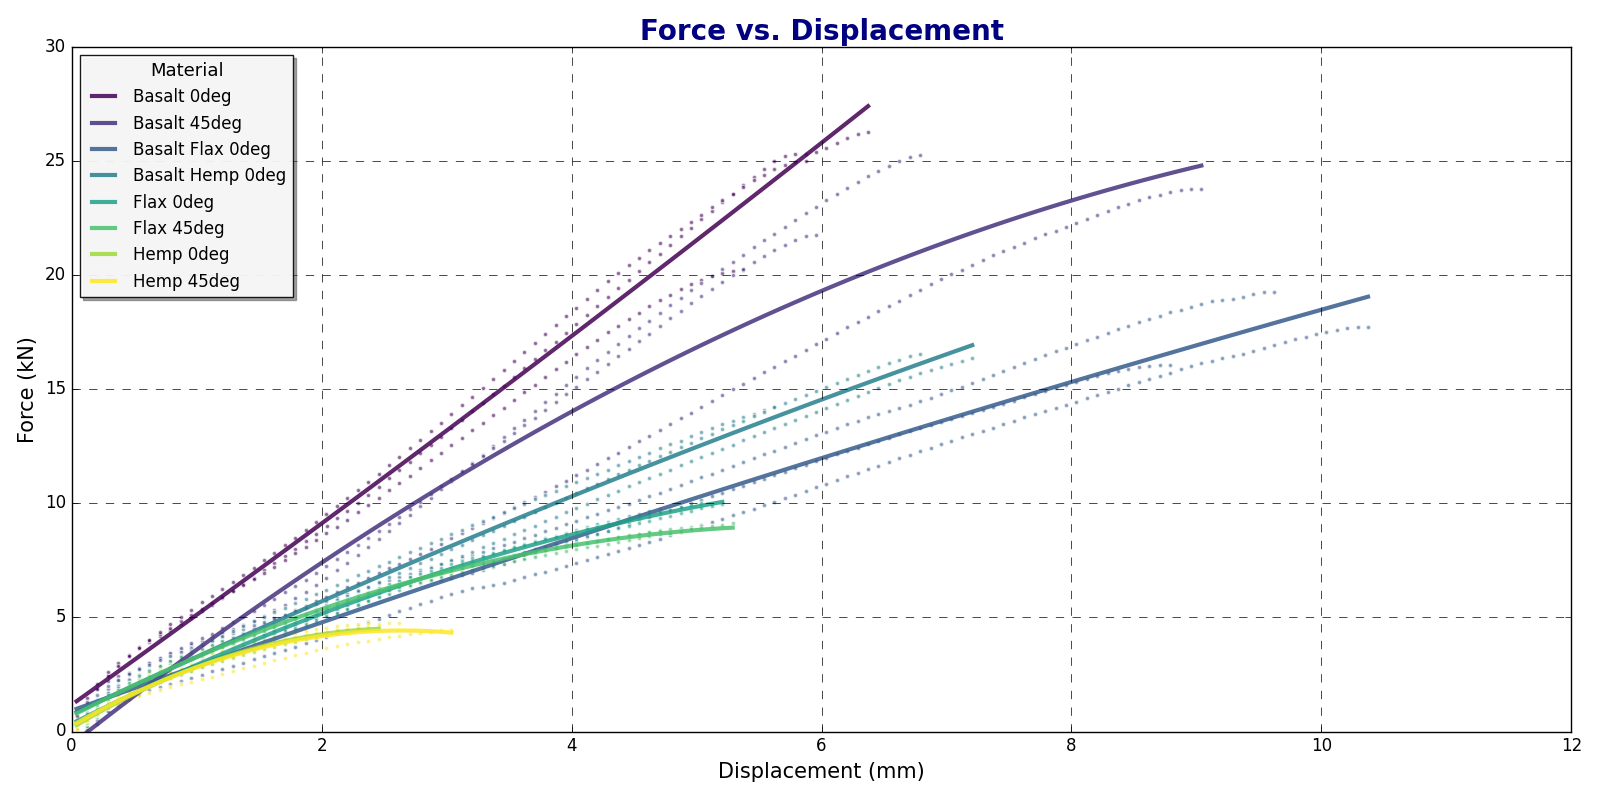 Force vs. Displacement
Material
Basalt 0deg
Basalt 45deg
Basalt Flax 0deg
Basalt Hemp 0deg
Flax 0deg
Flax 45deg
Hemp 0deg
Hemp 45deg
30
25
20
15
10
5
0
Force (kN)
0 2 4 6 8 10 12
Displacement (mm)